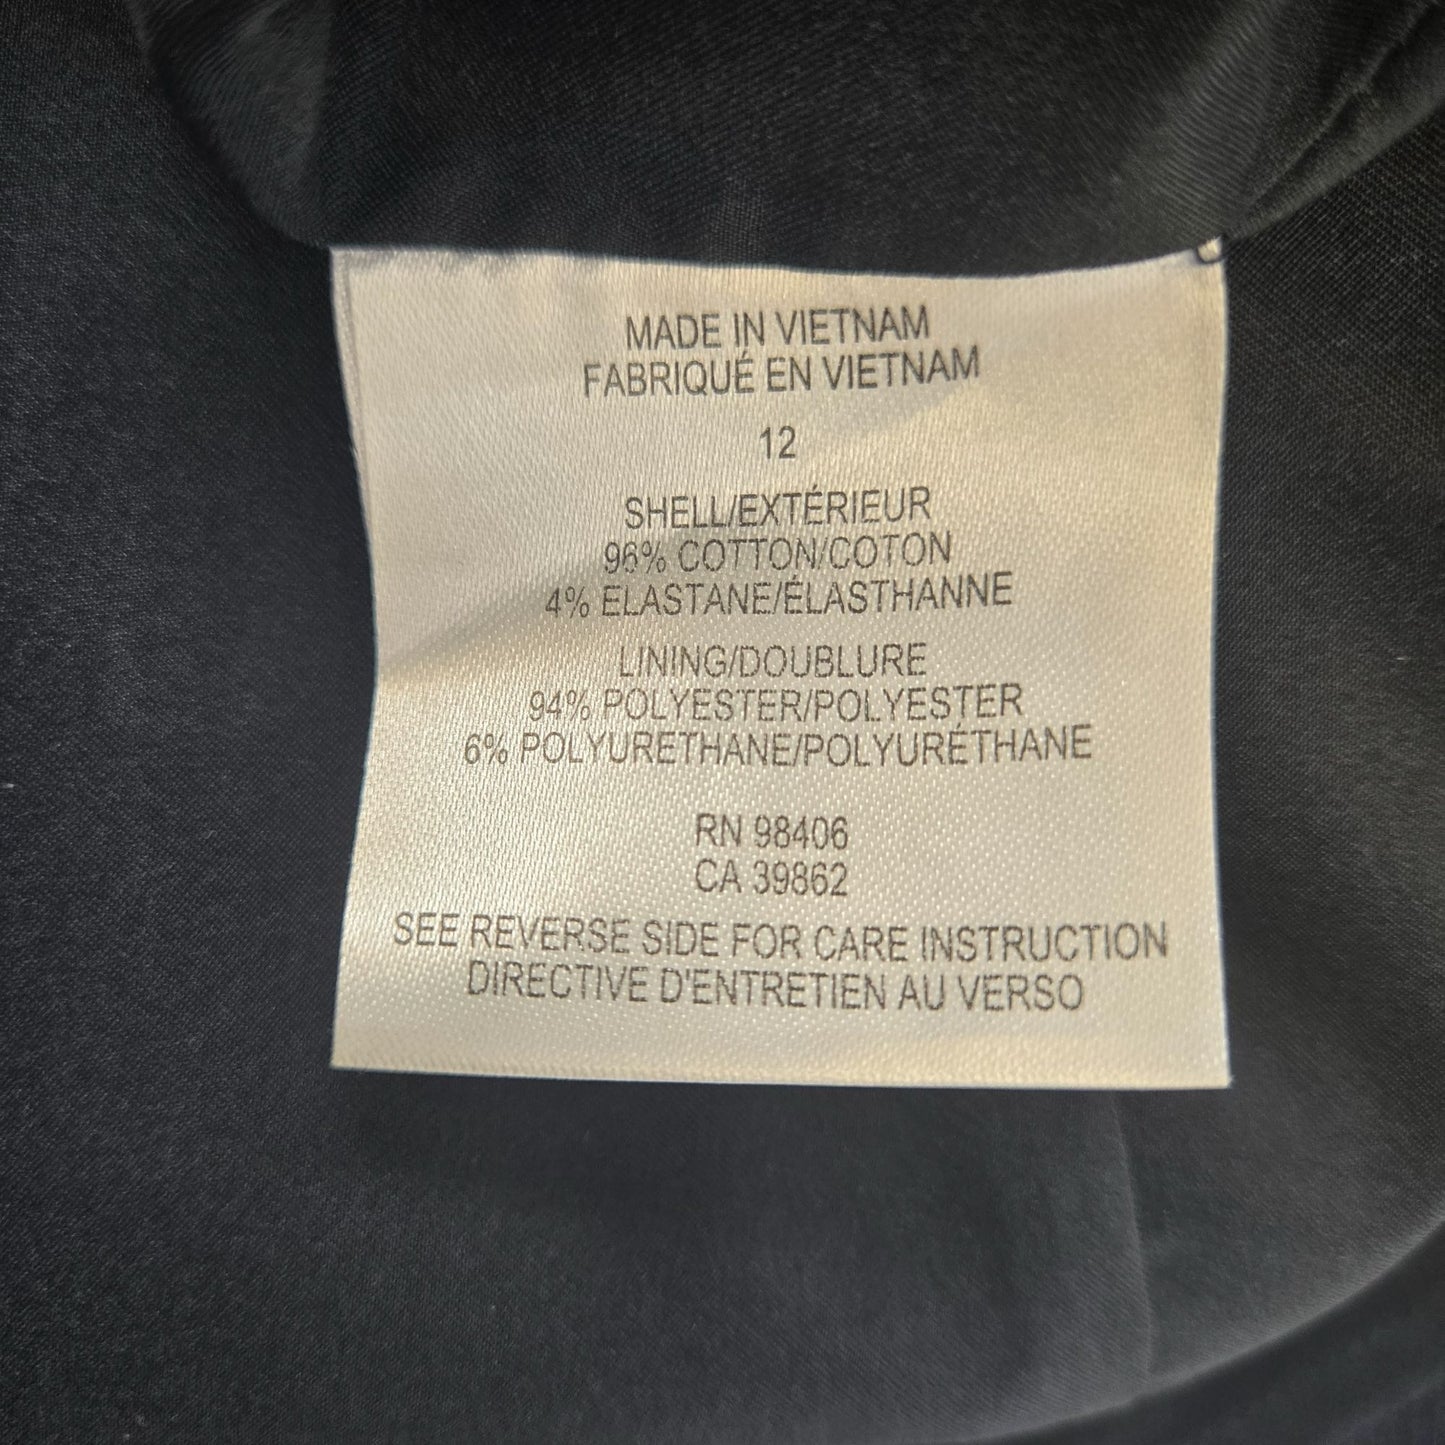 MADE IN VIETNAM
FABRIQUÉ EN VIETNAM
12
SHELL/EXTÉRIEUR
96% COTTON/COTON
4% ELASTANE/ÉLASTHANNE
LINING/DOUBLURE
94% POLYESTER/POLYESTER
6% POLYURETHANE/POLYURÉTHANE
RN 98406
CA 39862
SEE REVERSE SIDE FOR CARE INSTRUCTION
DIRECTIVE D'ENTRETIEN AU VERSO